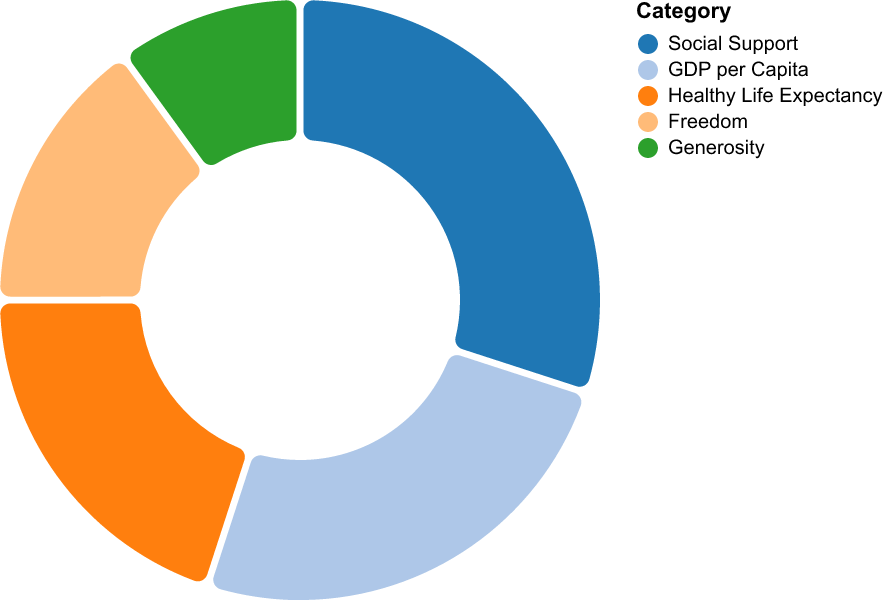 Category
Social Support
GDP per Capita
Healthy Life Expectancy
Freedom
Generosity